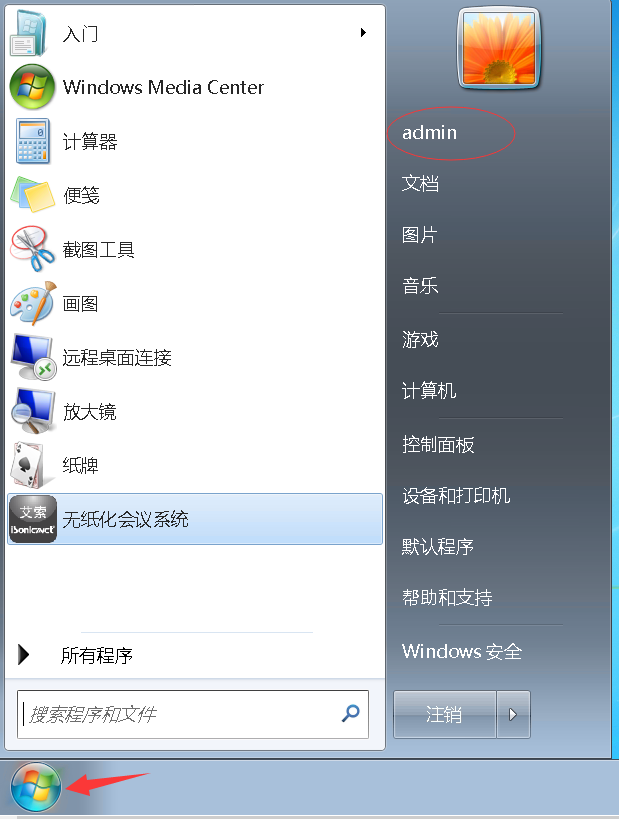 入门
Windows Media Center
计算器
便笺
截图工具
画图
远程桌面连接
放大镜
纸牌
艾索
iSonicavct
无纸化会议系统
所有程序
搜索程序和文件
admin
文档
图片
音乐
游戏
计算机
控制面板
设备和打印机
默认程序
帮助和支持
Windows 安全
注销